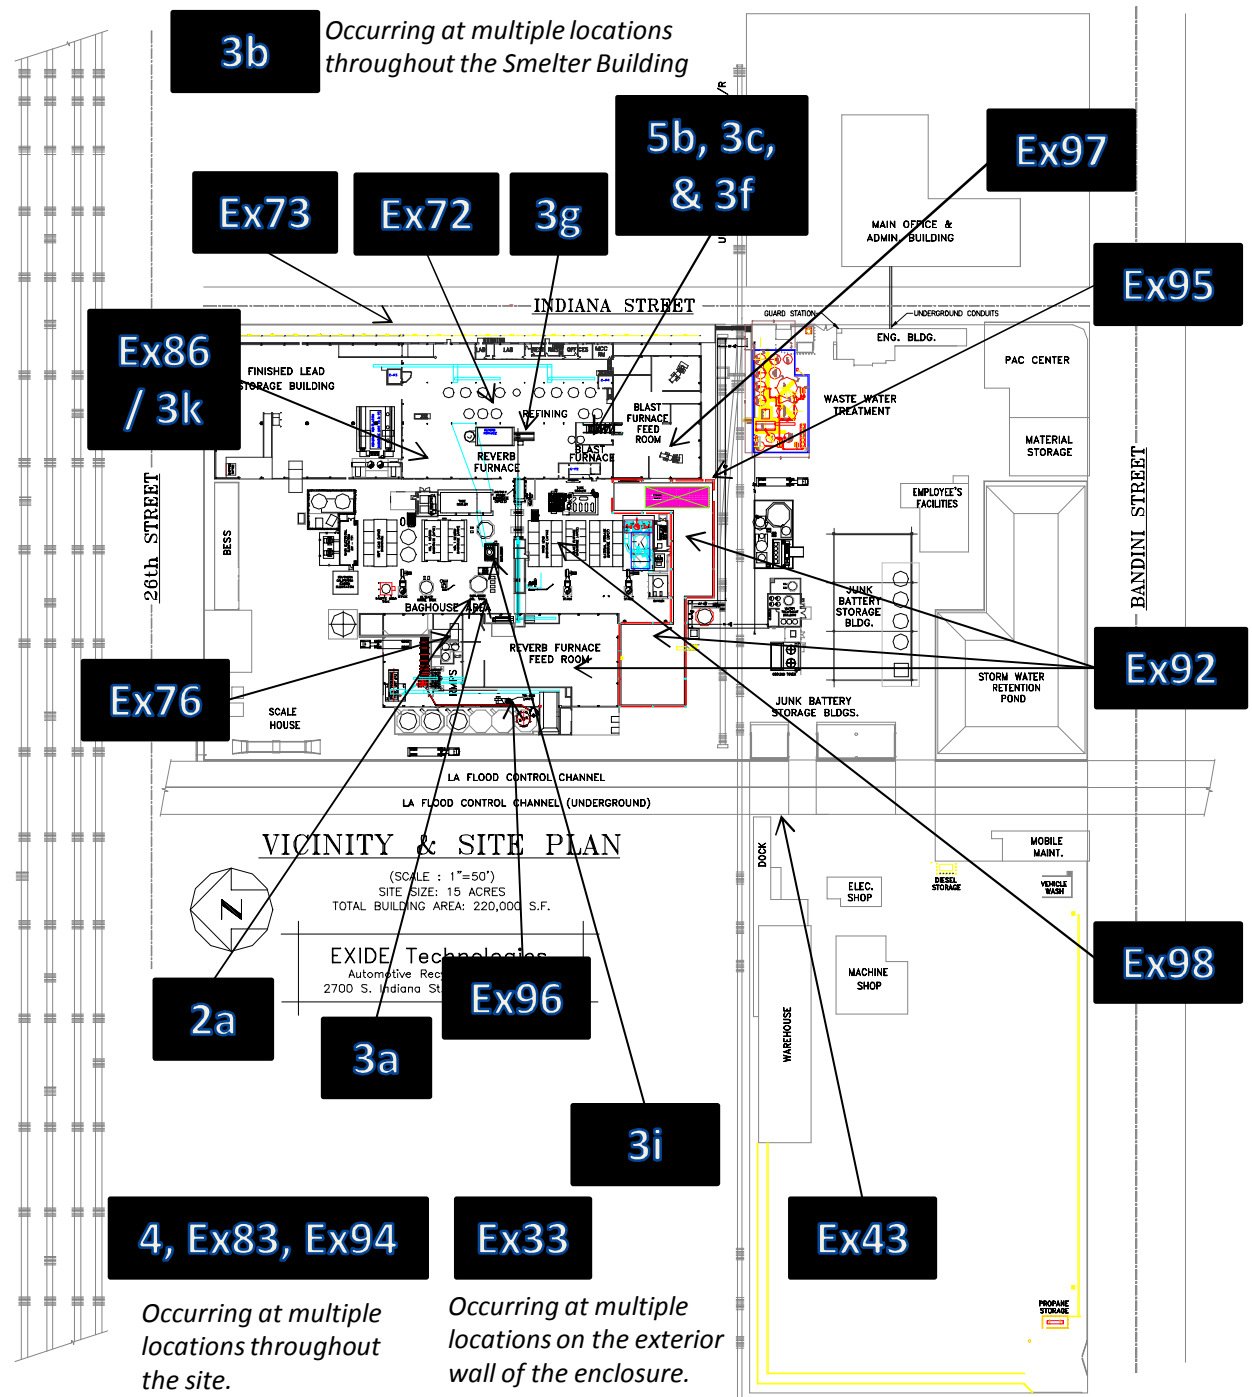 3b
Occurring at multiple locations
throughout the Smelter Building
5b, 3c,
& 3f
Ex97
Ex73
Ex72
3g
MAIN OFFICE &
ADMIN. BUILDING
Ex95
INDIANA STREET
GUARD STATION
UNDERGROUND CONDUITS
ENG. BLDG.
Ex86
/ 3k
LAB
LAB
OFFICES
MCC
RM
PAC CENTER
FINISHED LEAD
STORAGE BUILDING
WASTE WATER
TREATMENT
REFINING
BLAST
FURNACE
FEED
ROOM
REVERB
FURNACE
BLAST
FURNACE
MATERIAL
STORAGE
EMPLOYEE'S
FACILITIES
26th STREET
BESS
BANDINI STREET
BAGHOUSE AREA
JUNK
BATTERY
STORAGE
BLDG.
REVERB FURNACE
FEED ROOM
Ex92
Ex76
RMPS
STORM WATER
RETENTION
POND
SCALE
HOUSE
JUNK BATTERY
STORAGE BLDGS.
LA FLOOD CONTROL CHANNEL
LA FLOOD CONTROL CHANNEL (UNDERGROUND)
VICINITY & SITE PLAN
(SCALE : 1"=50')
SITE SIZE: 15 ACRES
TOTAL BUILDING AREA: 220,000 S.F.
N
DOCK
MOBILE
MAINT.
DIESEL
STORAGE
VEHICLE
WASH
ELEC.
SHOP
EXIDE Technologies
Automotive Recy
2700 S. Indiana St.
Ex98
MACHINE
SHOP
2a
Ex96
WAREHOUSE
3a
3i
4, Ex83, Ex94
Ex33
Ex43
Occurring at multiple
locations throughout
the site.
Occurring at multiple
locations on the exterior
wall of the enclosure.
PROPANE
STORAGE